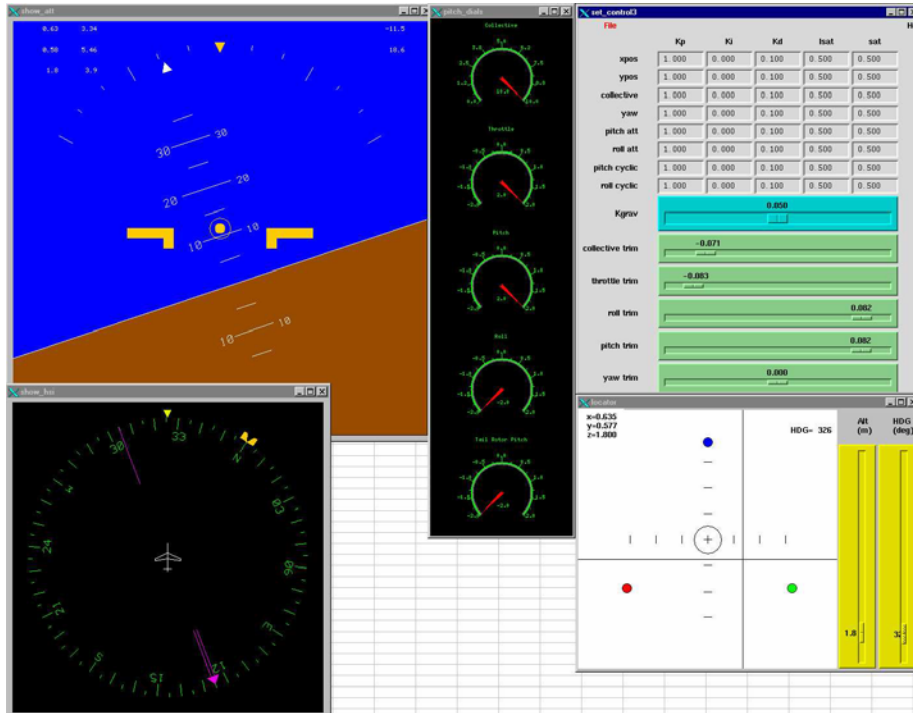 show_att
0.63 3.34 -11.5
0.58 5.46 10.6
1.8 3.9
30 30
20 20
10 10
10 10
pitch_dials
Collective
Throttle
Pitch
Roll
Tail Rotor Pitch
set_control3
File
Kp Ki Kd Isat sat
xpos 1.000 0.000 0.100 0.500 0.500
ypos 1.000 0.000 0.100 0.500 0.500
collective 1.000 0.000 0.100 0.500 0.500
yaw 1.000 0.000 0.100 0.500 0.500
pitch att 1.000 0.000 0.100 0.500 0.500
roll att 1.000 0.000 0.100 0.500 0.500
pitch cyclic 1.000 0.000 0.100 0.500 0.500
roll cyclic 1.000 0.000 0.100 0.500 0.500
Kgrav 0.050
collective trim -0.071
throttle trim -0.083
roll trim 0.082
pitch trim 0.082
yaw trim 0.000
show_hsi
30 33 N 03 06 E 12 15 S 21 24 W
locator
x=0.635
y=0.577
z=1.800
HDG= 326
Alt
(m)
HDG
(deg)
1.8